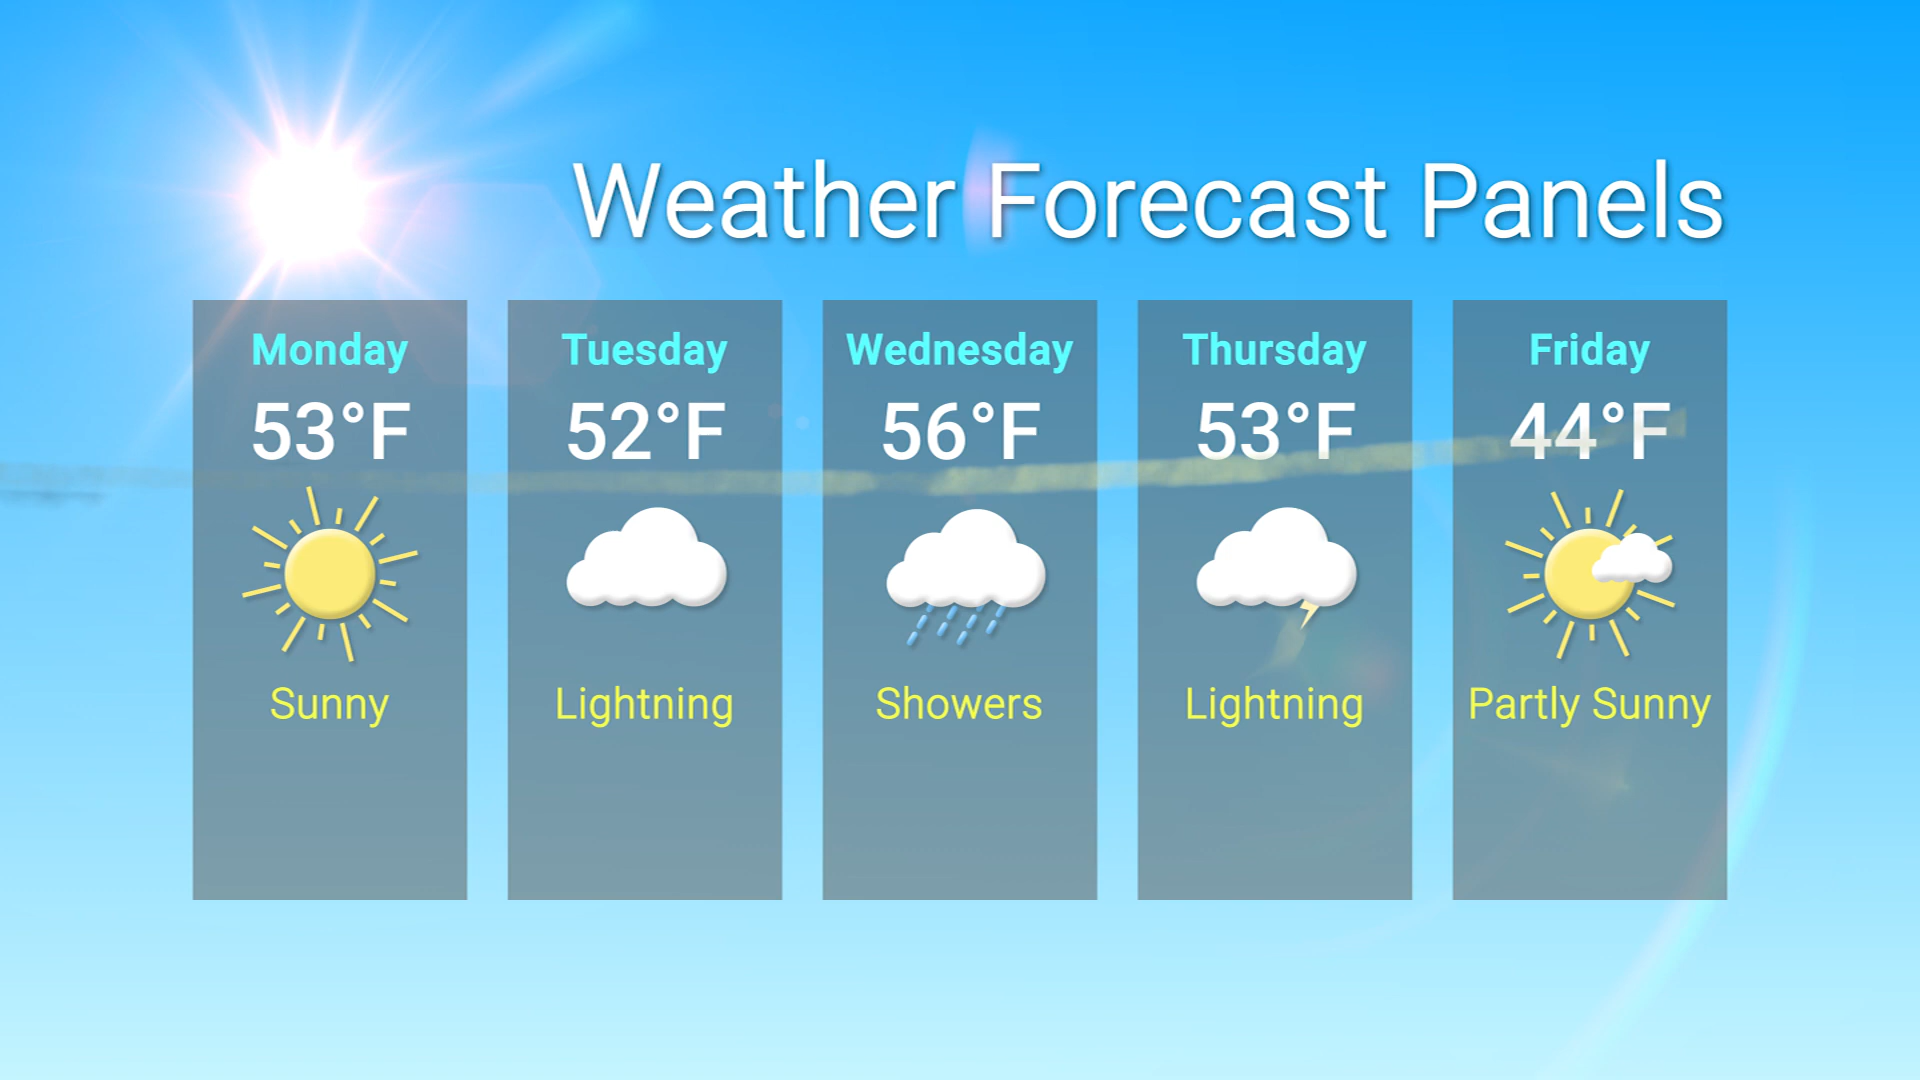 Weather Forecast Panels
Monday
53°F
Sunny
Tuesday
52°F
Lightning
Wednesday
56°F
Showers
Thursday
53°F
Lightning
Friday
44°F
Partly Sunny